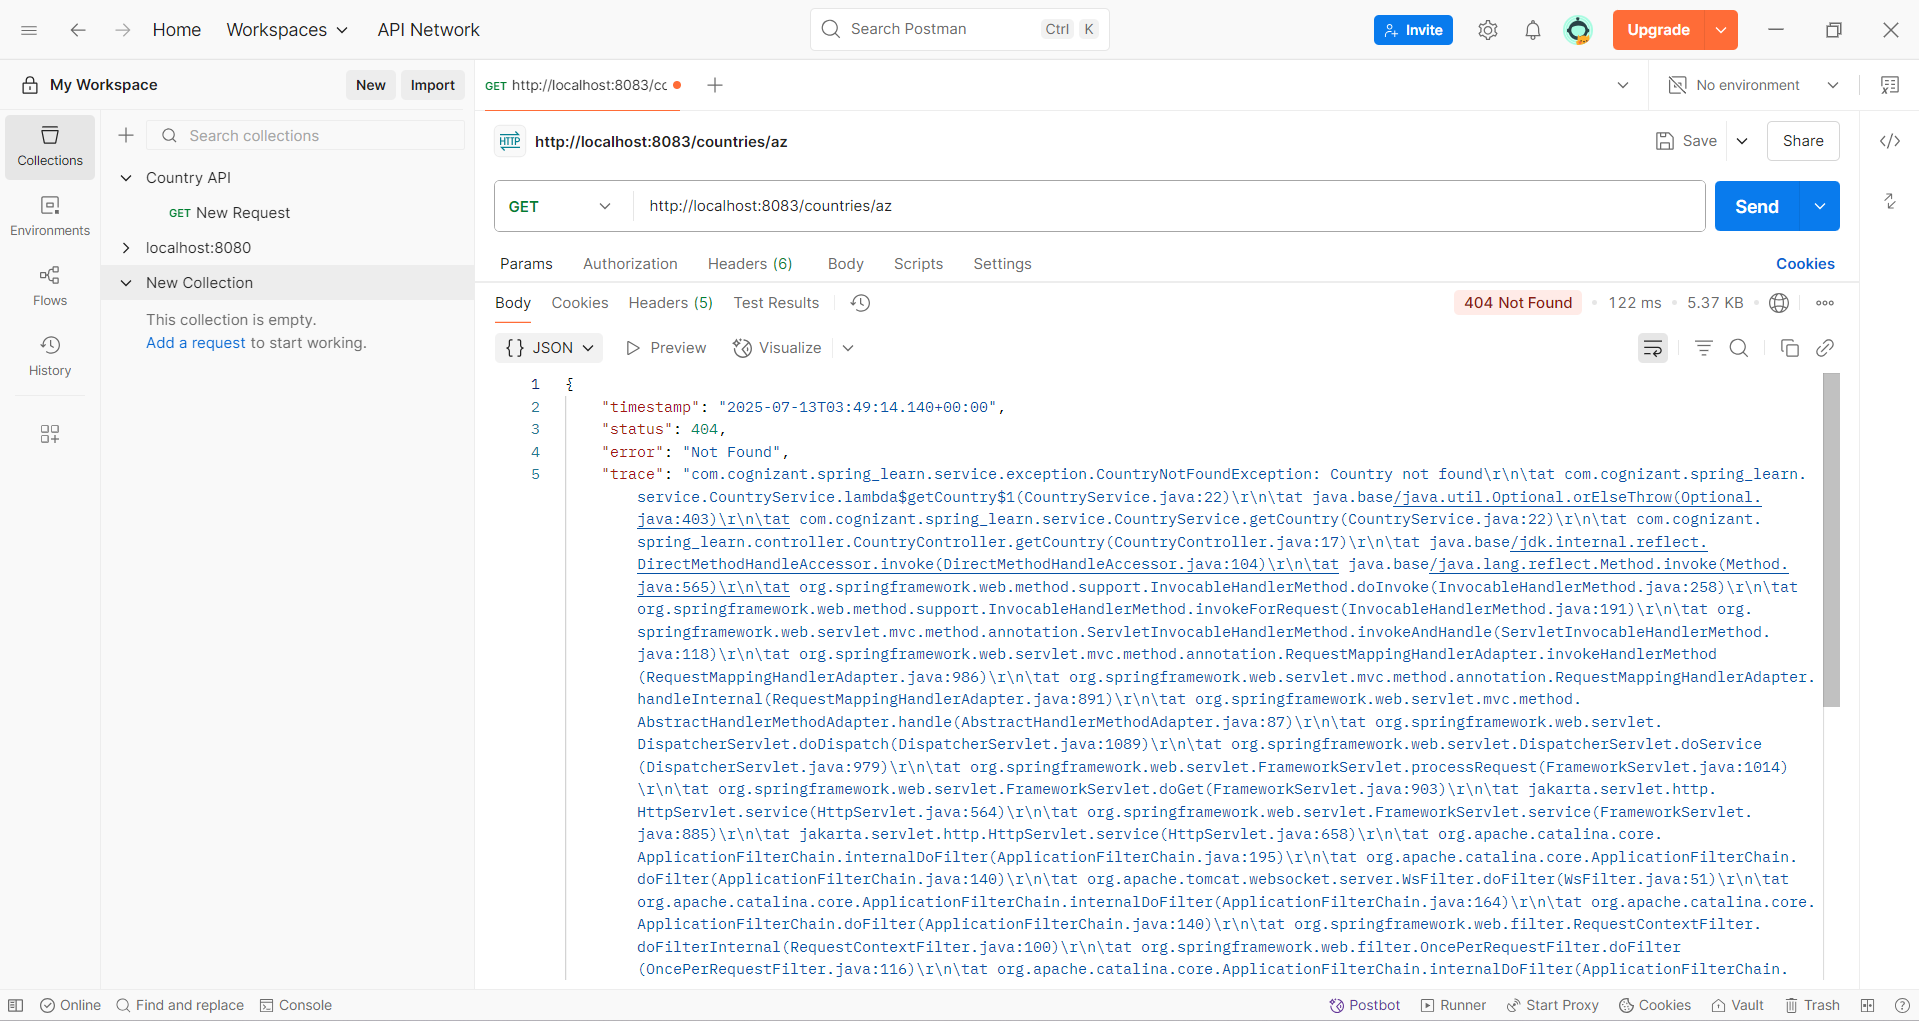 Home
Workspaces
API Network
Search Postman
Ctrl
K
Invite
Upgrade
My Workspace
New
Import
GET http://localhost:8083/cc
No environment
Collections
Environments
Flows
History
Search collections
Country API
GET New Request
localhost:8080
New Collection
This collection is empty.
Add a request to start working.
HTTP
http://localhost:8083/countries/az
Save
Share
GET
http://localhost:8083/countries/az
Send
Params
Authorization
Headers (6)
Body
Scripts
Settings
Cookies
Body
Cookies
Headers (5)
Test Results
404 Not Found
122 ms
5.37 KB
{} JSON
Preview
Visualize
1 {
2 "timestamp": "2025-07-13T03:49:14.140+00:00",
3 "status": 404,
4 "error": "Not Found",
5 "trace": "com.cognizant.spring_learn.service.exception.CountryNotFoundException: Country not found\r\n\tat com.cognizant.spring_learn.
service.CountryService.lambda$getCountry$1(CountryService.java:22)\r\n\tat java.base/java.util.Optional.orElseThrow(Optional.
java:403)\r\n\tat com.cognizant.spring_learn.service.CountryService.getCountry(CountryService.java:22)\r\n\tat com.cognizant.
spring_learn.controller.CountryController.getCountry(CountryController.java:17)\r\n\tat java.base/jdk.internal.reflect.
DirectMethodHandleAccessor.invoke(DirectMethodHandleAccessor.java:104)\r\n\tat java.base/java.lang.reflect.Method.invoke(Method.
java:565)\r\n\tat org.springframework.web.method.support.InvocableHandlerMethod.doInvoke(InvocableHandlerMethod.java:258)\r\n\tat
org.springframework.web.method.support.InvocableHandlerMethod.invokeForRequest(InvocableHandlerMethod.java:191)\r\n\tat org.
springframework.web.servlet.mvc.method.annotation.ServletInvocableHandlerMethod.invokeAndHandle(ServletInvocableHandlerMethod.
java:118)\r\n\tat org.springframework.web.servlet.mvc.method.annotation.RequestMappingHandlerAdapter.invokeHandlerMethod
(RequestMappingHandlerAdapter.java:986)\r\n\tat org.springframework.web.servlet.mvc.method.annotation.RequestMappingHandlerAdapter.
handleInternal(RequestMappingHandlerAdapter.java:891)\r\n\tat org.springframework.web.servlet.mvc.method.
AbstractHandlerMethodAdapter.handle(AbstractHandlerMethodAdapter.java:87)\r\n\tat org.springframework.web.servlet.
DispatcherServlet.doDispatch(DispatcherServlet.java:1089)\r\n\tat org.springframework.web.servlet.DispatcherServlet.doService
(DispatcherServlet.java:979)\r\n\tat org.springframework.web.servlet.FrameworkServlet.processRequest(FrameworkServlet.java:1014)
\r\n\tat org.springframework.web.servlet.FrameworkServlet.doGet(FrameworkServlet.java:903)\r\n\tat jakarta.servlet.http.
HttpServlet.service(HttpServlet.java:564)\r\n\tat org.springframework.web.servlet.FrameworkServlet.service(FrameworkServlet.
java:885)\r\n\tat jakarta.servlet.http.HttpServlet.service(HttpServlet.java:658)\r\n\tat org.apache.catalina.core.
ApplicationFilterChain.internalDoFilter(ApplicationFilterChain.java:195)\r\n\tat org.apache.catalina.core.ApplicationFilterChain.
doFilter(ApplicationFilterChain.java:140)\r\n\tat org.apache.tomcat.websocket.server.WsFilter.doFilter(WsFilter.java:51)\r\n\tat
org.apache.catalina.core.ApplicationFilterChain.internalDoFilter(ApplicationFilterChain.java:164)\r\n\tat org.apache.catalina.core.
ApplicationFilterChain.doFilter(ApplicationFilterChain.java:140)\r\n\tat org.springframework.web.filter.RequestContextFilter.
doFilterInternal(RequestContextFilter.java:100)\r\n\tat org.springframework.web.filter.OncePerRequestFilter.doFilter
(OncePerRequestFilter.java:116)\r\n\tat org.apache.catalina.core.ApplicationFilterChain.internalDoFilter(ApplicationFilterChain.
Online
Find and replace
Console
Postbot
Runner
Start Proxy
Cookies
Vault
Trash